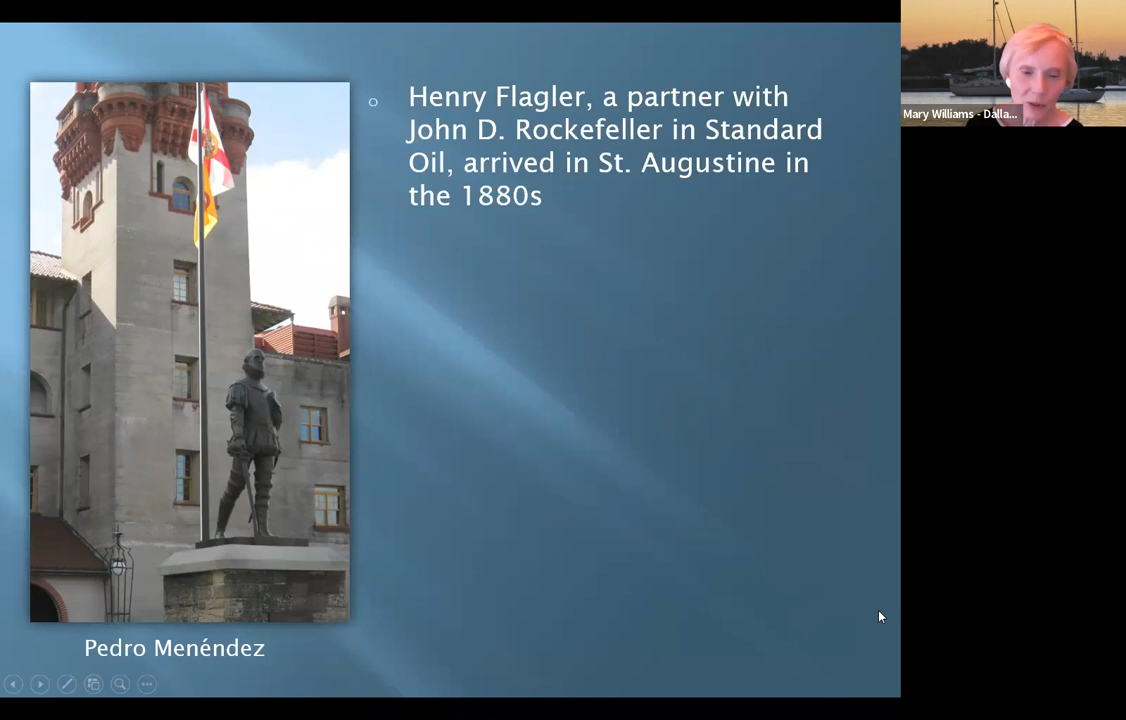 Henry Flagler, a partner with
John D. Rockefeller in Standard
Oil, arrived in St. Augustine in
the 1880s
Pedro Menéndez
Mary Williams - Dalla...